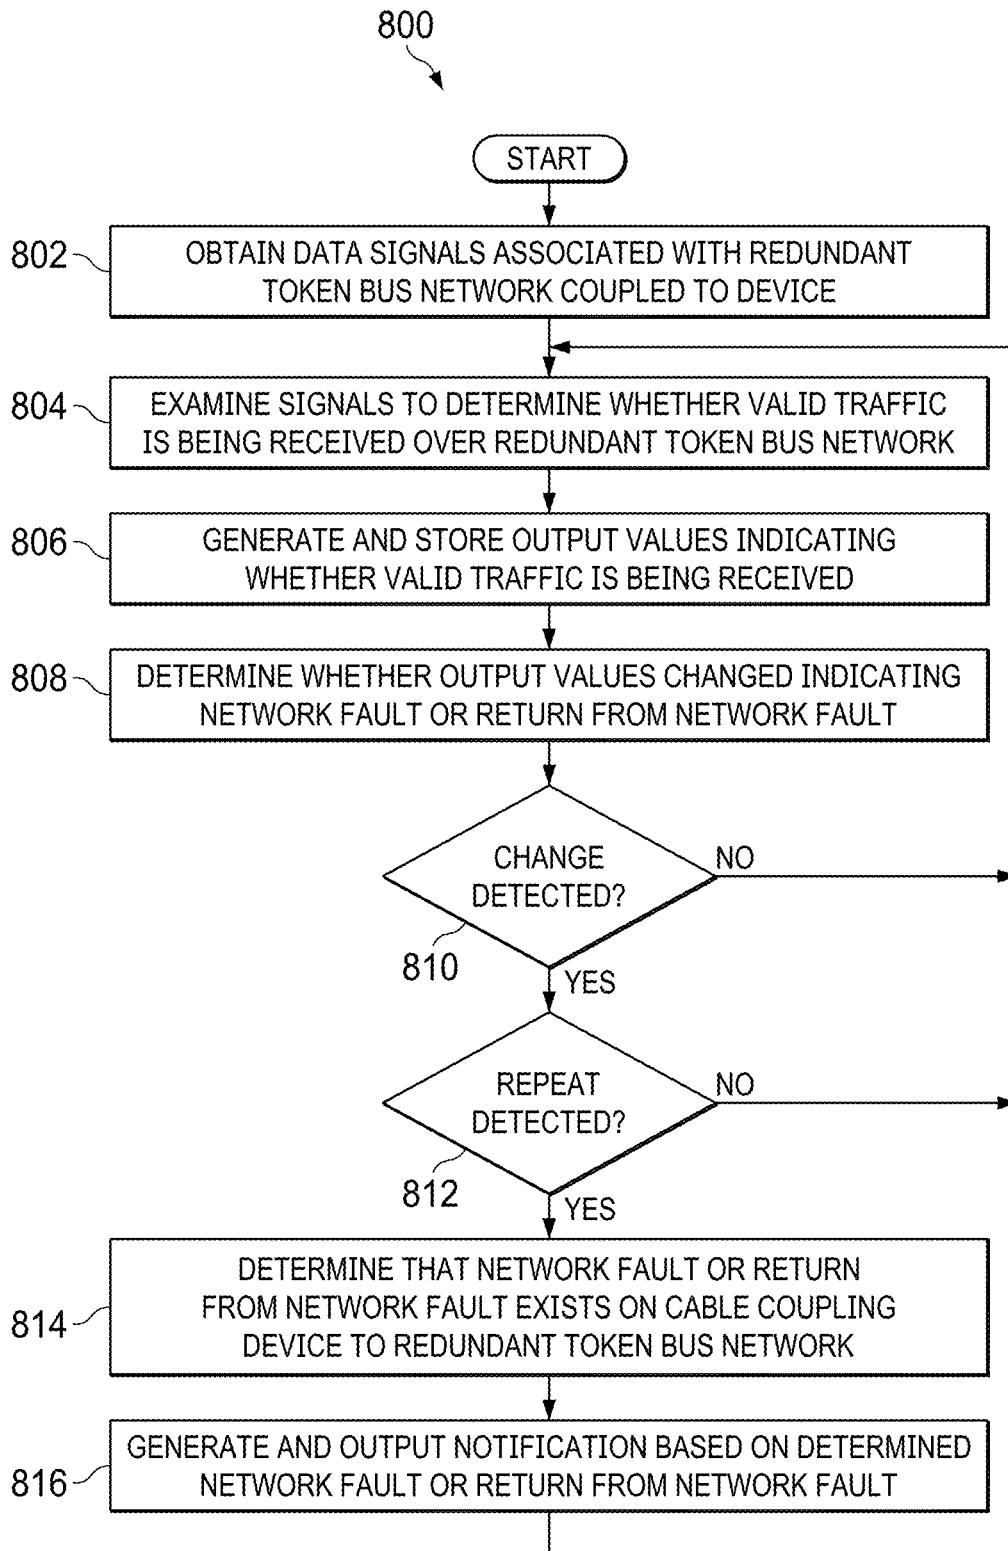 800
START
802
OBTAIN DATA SIGNALS ASSOCIATED WITH REDUNDANT
TOKEN BUS NETWORK COUPLED TO DEVICE
804
EXAMINE SIGNALS TO DETERMINE WHETHER VALID TRAFFIC
IS BEING RECEIVED OVER REDUNDANT TOKEN BUS NETWORK
806
GENERATE AND STORE OUTPUT VALUES INDICATING
WHETHER VALID TRAFFIC IS BEING RECEIVED
808
DETERMINE WHETHER OUTPUT VALUES CHANGED INDICATING
NETWORK FAULT OR RETURN FROM NETWORK FAULT
CHANGE
DETECTED?
NO
810
YES
REPEAT
DETECTED?
NO
812
YES
814
DETERMINE THAT NETWORK FAULT OR RETURN
FROM NETWORK FAULT EXISTS ON CABLE COUPLING
DEVICE TO REDUNDANT TOKEN BUS NETWORK
816
GENERATE AND OUTPUT NOTIFICATION BASED ON DETERMINED
NETWORK FAULT OR RETURN FROM NETWORK FAULT